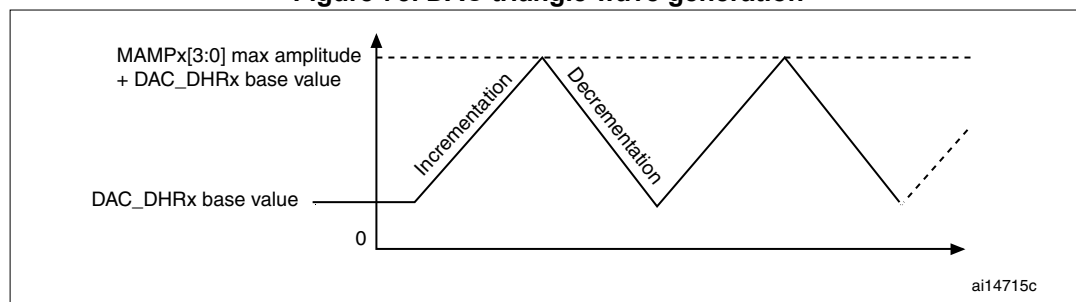 MAMPx[3:0] max amplitude
+ DAC_DHRx base value
Incrementation
Decrementation
DAC_DHRx base value
0
ai14715c